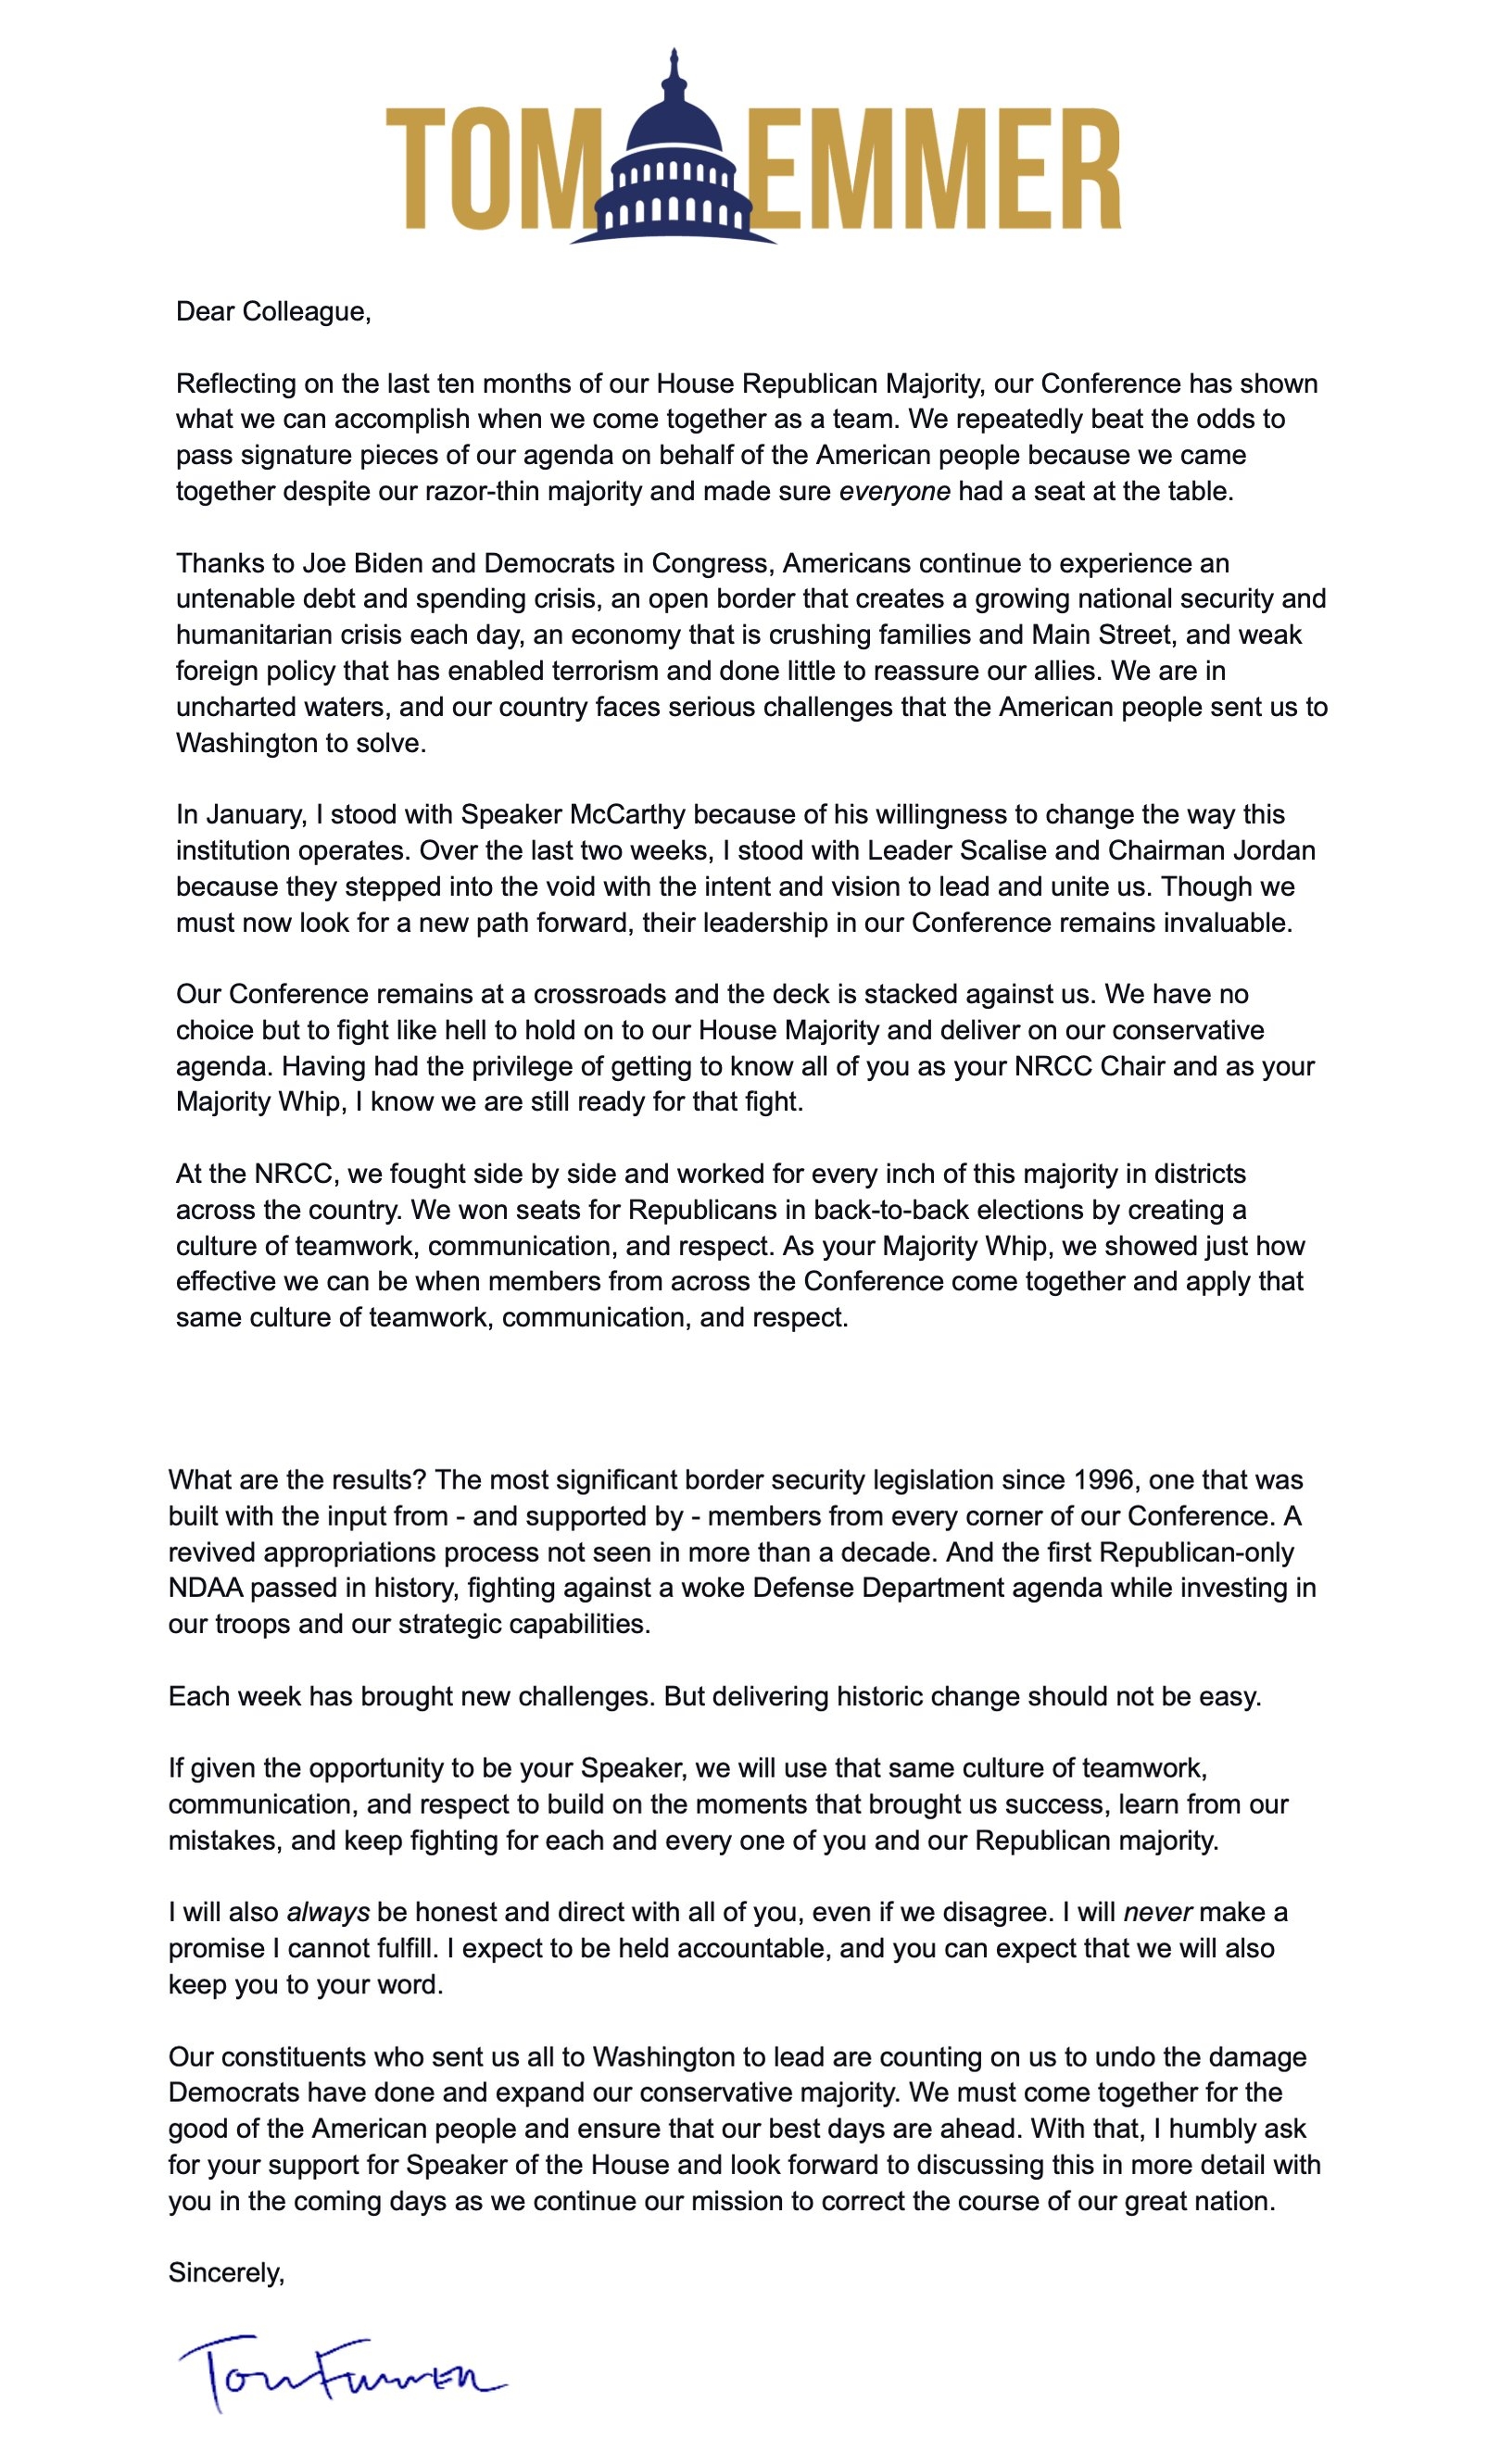 TOM EMMER
Dear Colleague,
Reflecting on the last ten months of our House Republican Majority, our Conference has shown
what we can accomplish when we come together as a team. We repeatedly beat the odds to
pass signature pieces of our agenda on behalf of the American people because we came
together despite our razor-thin majority and made sure everyone had a seat at the table.
Thanks to Joe Biden and Democrats in Congress, Americans continue to experience an
untenable debt and spending crisis, an open border that creates a growing national security and
humanitarian crisis each day, an economy that is crushing families and Main Street, and weak
foreign policy that has enabled terrorism and done little to reassure our allies. We are in
uncharted waters, and our country faces serious challenges that the American people sent us to
Washington to solve.
In January, I stood with Speaker McCarthy because of his willingness to change the way this
institution operates. Over the last two weeks, I stood with Leader Scalise and Chairman Jordan
because they stepped into the void with the intent and vision to lead and unite us. Though we
must now look for a new path forward, their leadership in our Conference remains invaluable.
Our Conference remains at a crossroads and the deck is stacked against us. We have no
choice but to fight like hell to hold on to our House Majority and deliver on our conservative
agenda. Having had the privilege of getting to know all of you as your NRCC Chair and as your
Majority Whip, I know we are still ready for that fight.
At the NRCC, we fought side by side and worked for every inch of this majority in districts
across the country. We won seats for Republicans in back-to-back elections by creating a
culture of teamwork, communication, and respect. As your Majority Whip, we showed just how
effective we can be when members from across the Conference come together and apply that
same culture of teamwork, communication, and respect.
What are the results? The most significant border security legislation since 1996, one that was
built with the input from - and supported by - members from every corner of our Conference. A
revived appropriations process not seen in more than a decade. And the first Republican-only
NDAA passed in history, fighting against a woke Defense Department agenda while investing in
our troops and our strategic capabilities.
Each week has brought new challenges. But delivering historic change should not be easy.
If given the opportunity to be your Speaker, we will use that same culture of teamwork,
communication, and respect to build on the moments that brought us success, learn from our
mistakes, and keep fighting for each and every one of you and our Republican majority.
I will also always be honest and direct with all of you, even if we disagree. I will never make a
promise I cannot fulfill. I expect to be held accountable, and you can expect that we will also
keep you to your word.
Our constituents who sent us all to Washington to lead are counting on us to undo the damage
Democrats have done and expand our conservative majority. We must come together for the
good of the American people and ensure that our best days are ahead. With that, I humbly ask
for your support for Speaker of the House and look forward to discussing this in more detail with
you in the coming days as we continue our mission to correct the course of our great nation.
Sincerely,
Tom Emmer